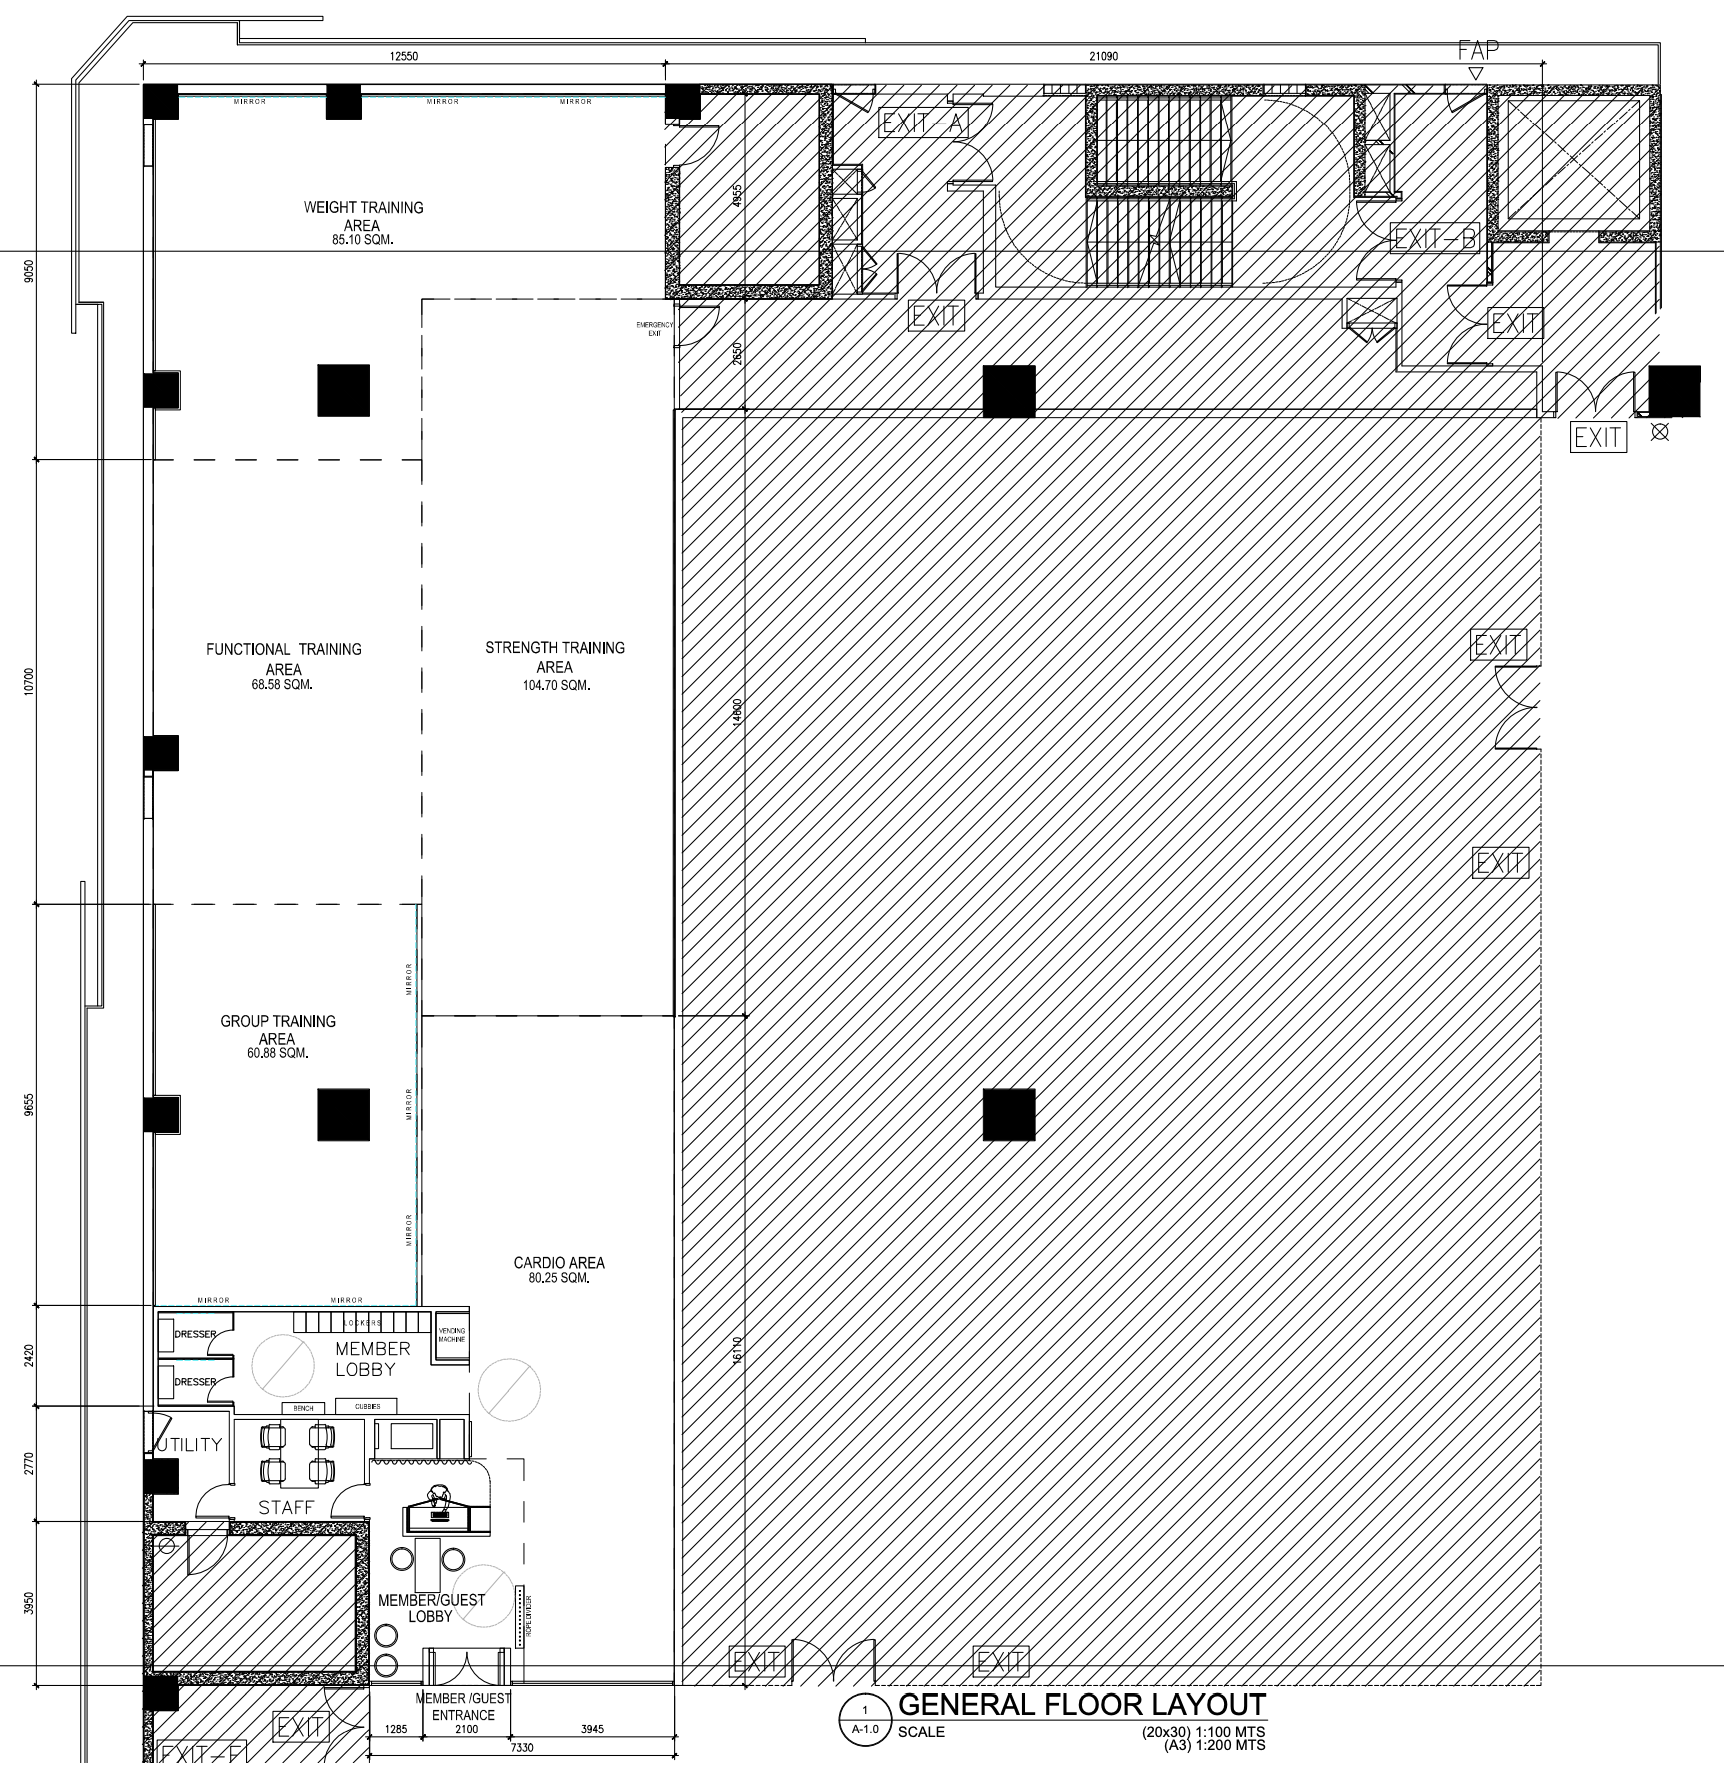 FAP
12550
21090
MIRROR
MIRROR
MIRROR
EXIT-A
4955
WEIGHT TRAINING
AREA
85.10 SQM.
EXIT-B
9050
EXIT
EXIT
EMERGENCY
EXIT
2650
EXIT
EXIT
FUNCTIONAL TRAINING
AREA
68.58 SQM.
STRENGTH TRAINING
AREA
104.70 SQM.
10700
14600
EXIT
MIRROR
GROUP TRAINING
AREA
60.88 SQM.
9655
MIRROR
MIRROR
CARDIO AREA
80.25 SQM.
MIRROR
MIRROR
LOCKERS
DRESSER
VENDING
MACHINE
MEMBER
LOBBY
2420
16110
DRESSER
BENCH
CUBBIES
UTILITY
2770
STAFF
3950
MEMBER/GUEST
LOBBY
ROPE DIVIDER
EXIT
EXIT
MEMBER /GUEST
ENTRANCE
EXIT
1285
2100
3945
7330
EXIT-F
1
A-1.0
GENERAL FLOOR LAYOUT
SCALE
(20x30) 1:100 MTS
(A3) 1:200 MTS